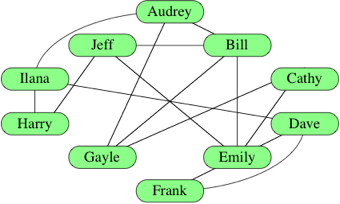 Audrey
Jeff
Bill
Ilana
Cathy
Harry
Dave
Gayle
Emily
Frank